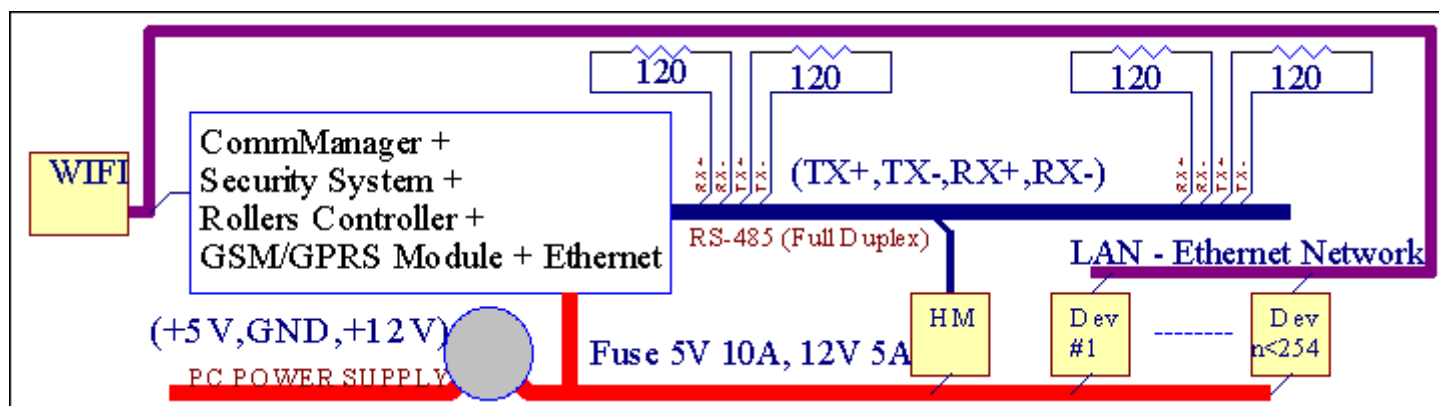 120
120
120
120
CommManager +
Security System +
Rollers Controller +
GSM/GPRS Module + Ethernet
WIFI
RX+
RX-
TX+
TX-
(TX+,TX-,RX+,RX-)
RX+
RX-
TX+
TX-
RS-485 (Full Duplex)
LAN - Ethernet Network
HM
Dev
#1
--------
Dev
n<254
(+5V,GND,+12V)
Fuse 5V 10A, 12V 5A
PC POWER SUPPLY